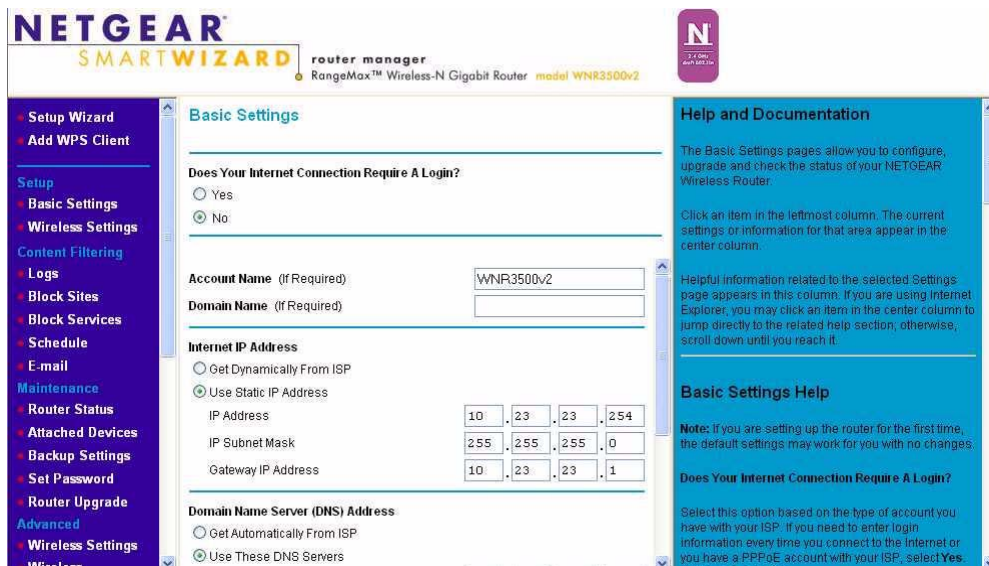 NETGEAR
SMARTWIZARD
router manager
RangeMax™ Wireless-N Gigabit Router model WNR3500v2
N
2.4 GHz
draft 802.11n
Setup Wizard
Add WPS Client
Setup
Basic Settings
Wireless Settings
Content Filtering
Logs
Block Sites
Block Services
Schedule
E-mail
Maintenance
Router Status
Attached Devices
Backup Settings
Set Password
Router Upgrade
Advanced
Wireless Settings
Wireless
Basic Settings
Does Your Internet Connection Require A Login?
Yes
No
Account Name (If Required) WNR3500v2
Domain Name (If Required)
Internet IP Address
Get Dynamically From ISP
Use Static IP Address
IP Address 10 . 23 . 23 . 254
IP Subnet Mask 255 . 255 . 255 . 0
Gateway IP Address 10 . 23 . 23 . 1
Domain Name Server (DNS) Address
Get Automatically From ISP
Use These DNS Servers
Help and Documentation
The Basic Settings pages allow you to configure,
upgrade and check the status of your NETGEAR
Wireless Router.
Click an item in the leftmost column. The current
settings or information for that area appear in the
center column.
Helpful information related to the selected Settings
page appears in this column. If you are using Internet
Explorer, you may click an item in the center column to
jump directly to the related help section; otherwise,
scroll down until you reach it.
Basic Settings Help
Note: If you are setting up the router for the first time,
the default settings may work for you with no changes.
Does Your Internet Connection Require A Login?
Select this option based on the type of account you
have with your ISP. If you need to enter login
information every time you connect to the Internet or
you have a PPPoE account with your ISP, select Yes.